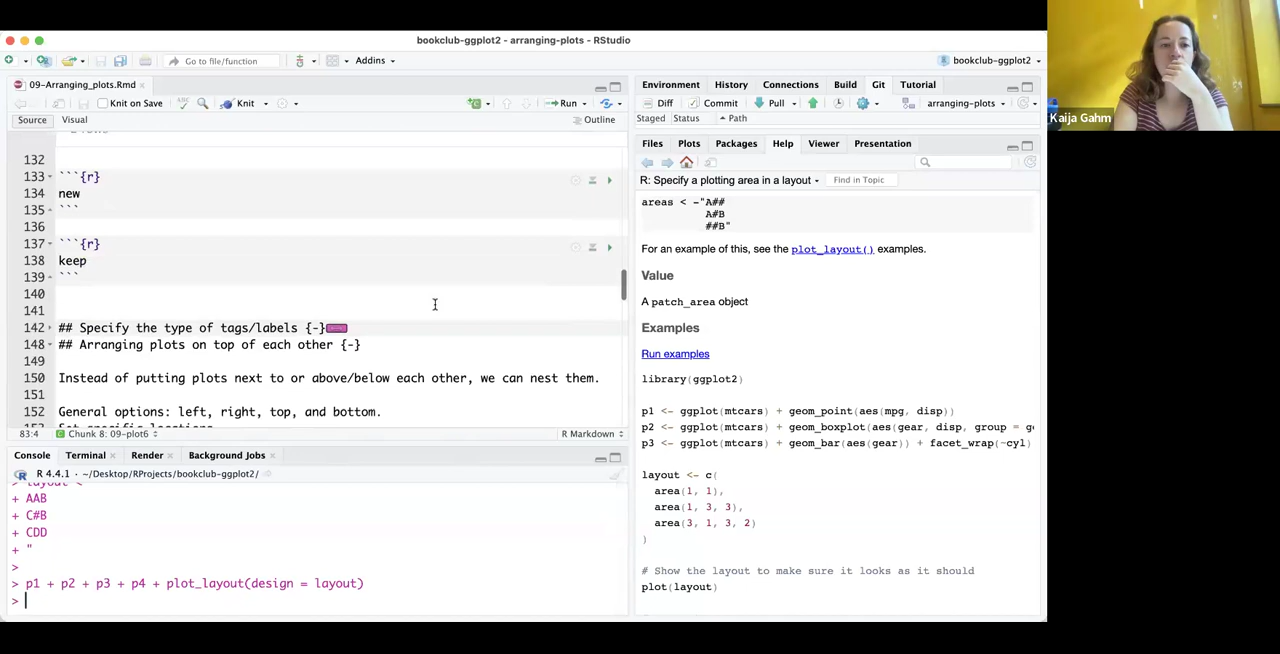 bookclub-ggplot2 - arranging-plots - RStudio
Go to file/function
Addins
bookclub-ggplot2
09-Arranging_plots.Rmd
Knit on Save
Knit
Run
Source
Visual
Outline
132
133 ```{r}
134 new
135 ```
136
137 ```{r}
138 keep
139 ```
140
141
142 ## Specify the type of tags/labels {-}
148 ## Arranging plots on top of each other {-}
149
150 Instead of putting plots next to or above/below each other, we can nest them.
151
152 General options: left, right, top, and bottom.
83:4
Chunk 8: 09-plot6
R Markdown
Console
Terminal
Render
Background Jobs
R 4.4.1 · ~/Desktop/RProjects/bookclub-ggplot2/
+ AAB
+ C#B
+ CDD
+ "
>
> p1 + p2 + p3 + p4 + plot_layout(design = layout)
>
Environment
History
Connections
Build
Git
Tutorial
Diff
Commit
Pull
arranging-plots
Staged
Status
Path
Files
Plots
Packages
Help
Viewer
Presentation
R: Specify a plotting area in a layout
Find in Topic
areas < -"A##
A#B
##B"
For an example of this, see the plot_layout() examples.
Value
A patch_area object
Examples
Run examples
library(ggplot2)
p1 <- ggplot(mtcars) + geom_point(aes(mpg, disp))
p2 <- ggplot(mtcars) + geom_boxplot(aes(gear, disp, group = g
p3 <- ggplot(mtcars) + geom_bar(aes(gear)) + facet_wrap(~cyl)
layout <- c(
area(1, 1),
area(1, 3, 3),
area(3, 1, 3, 2)
)
# Show the layout to make sure it looks as it should
plot(layout)
Kaija Gahm